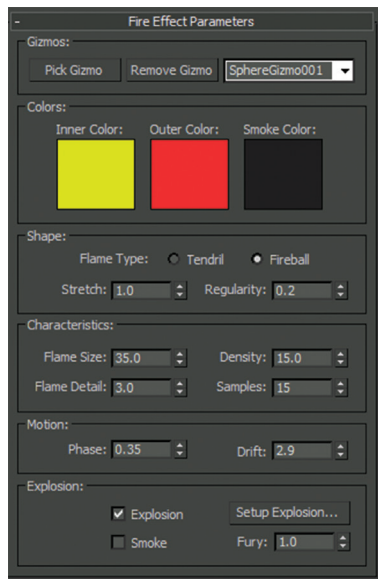 - Fire Effect Parameters
Gizmos:
Pick Gizmo Remove Gizmo SphereGizmo001
Colors:
Inner Color: Outer Color: Smoke Color:
Shape:
Flame Type: Tendril Fireball
Stretch: 1.0 Regularity: 0.2
Characteristics:
Flame Size: 35.0 Density: 15.0
Flame Detail: 3.0 Samples: 15
Motion:
Phase: 0.35 Drift: 2.9
Explosion:
Explosion Setup Explosion...
Smoke Fury: 1.0